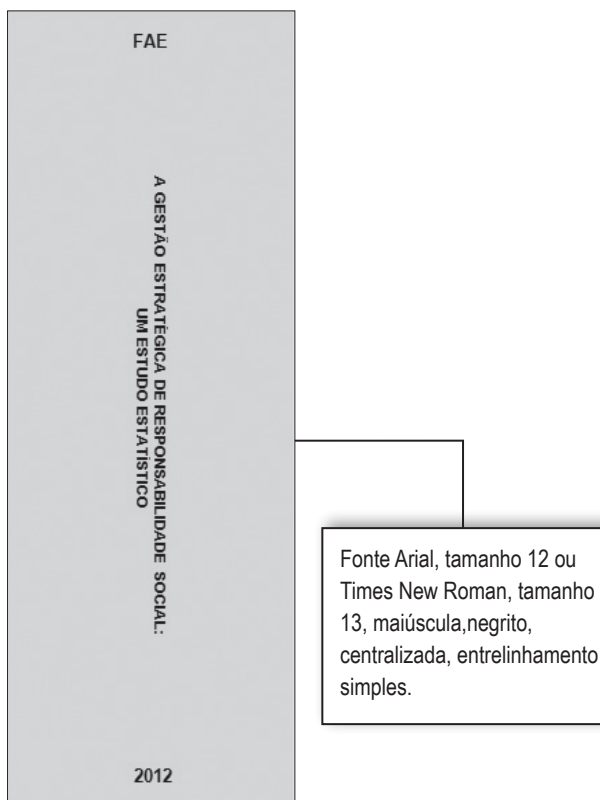 FAE
A GESTÃO ESTRATÉGICA DE RESPONSABILIDADE SOCIAL:
UM ESTUDO ESTATÍSTICO
2012
Fonte Arial, tamanho 12 ou
Times New Roman, tamanho
13, maiúscula,negrito,
centralizada, entrelinhamento
simples.